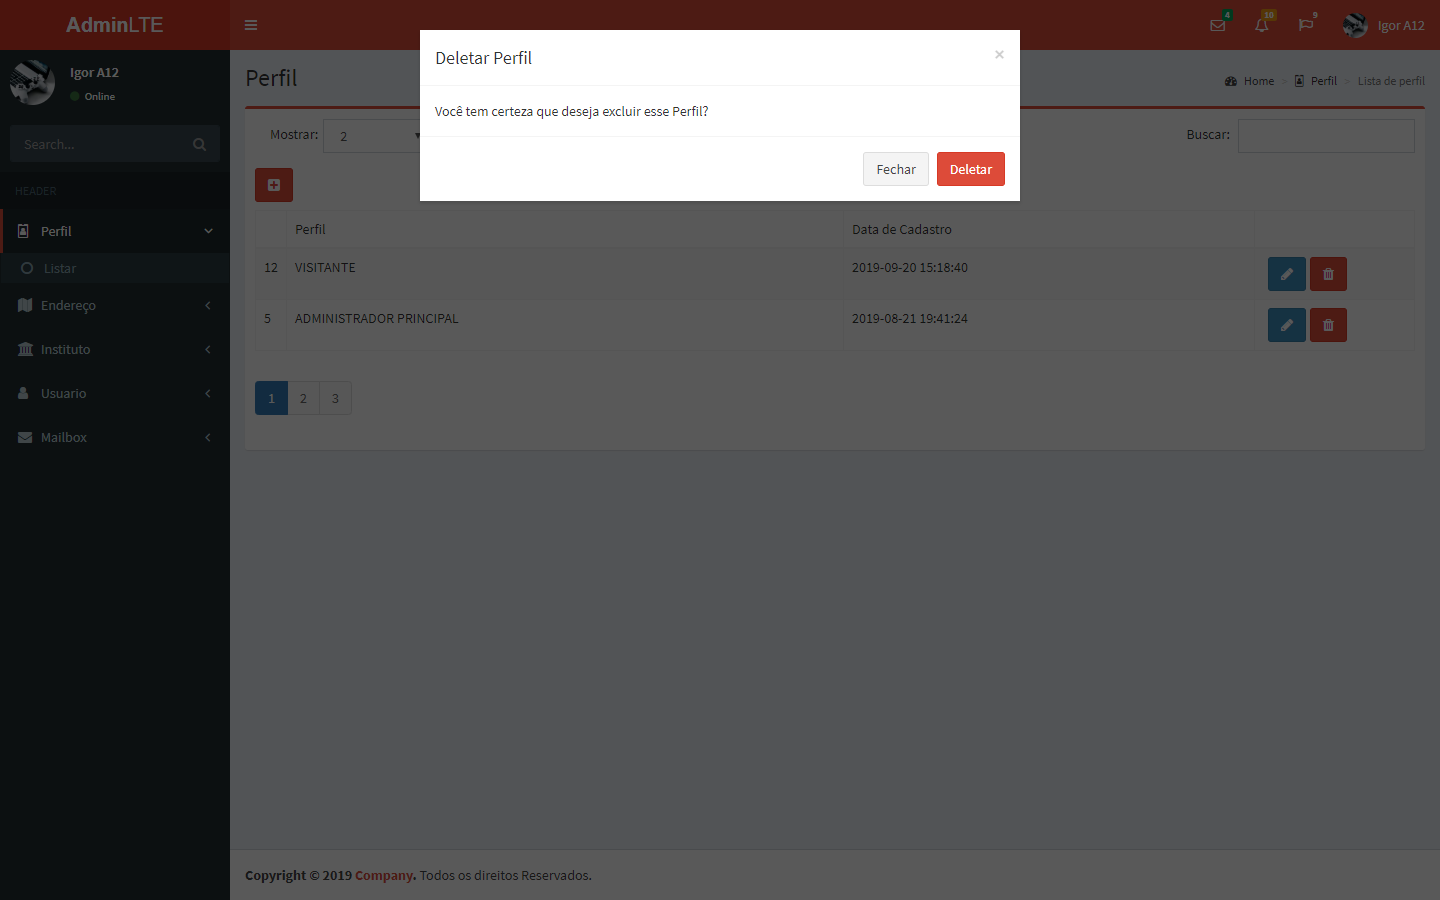 AdminLTE
4
10
9
Igor A12
Igor A12
Online
Search...
HEADER
Perfil
Listar
Endereço
Instituto
Usuario
Mailbox
Deletar Perfil
×
Você tem certeza que deseja excluir esse Perfil?
Fechar
Deletar
Perfil
Home > Perfil > Lista de perfil
Mostrar: 2
Buscar:
Perfil Data de Cadastro
12 VISITANTE 2019-09-20 15:18:40
5 ADMINISTRADOR PRINCIPAL 2019-08-21 19:41:24
1 2 3
Copyright © 2019 Company. Todos os direitos Reservados.